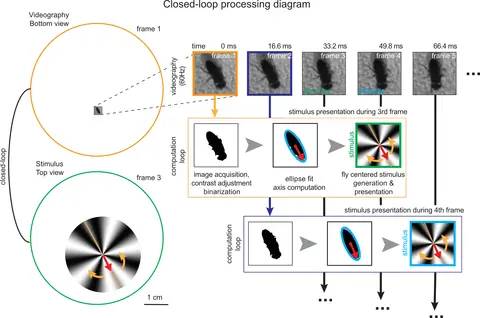 Closed-loop processing diagram
Videography
Bottom view
frame 1
closed-loop
Stimulus
Top view
frame 3
1 cm
time
0 ms
16.6 ms
33.2 ms
49.8 ms
66.4 ms
...
videography
(60Hz)
frame 1
frame 2
frame 3
frame 4
frame 5
stimulus presentation during 3rd frame
computation
loop
image acquisition,
contrast adjustment
binarization
ellipse fit
axis computation
stimulus
fly centered stimulus
generation &
presentation
stimulus presentation during 4th frame
computation
loop
stimulus
...
...
...